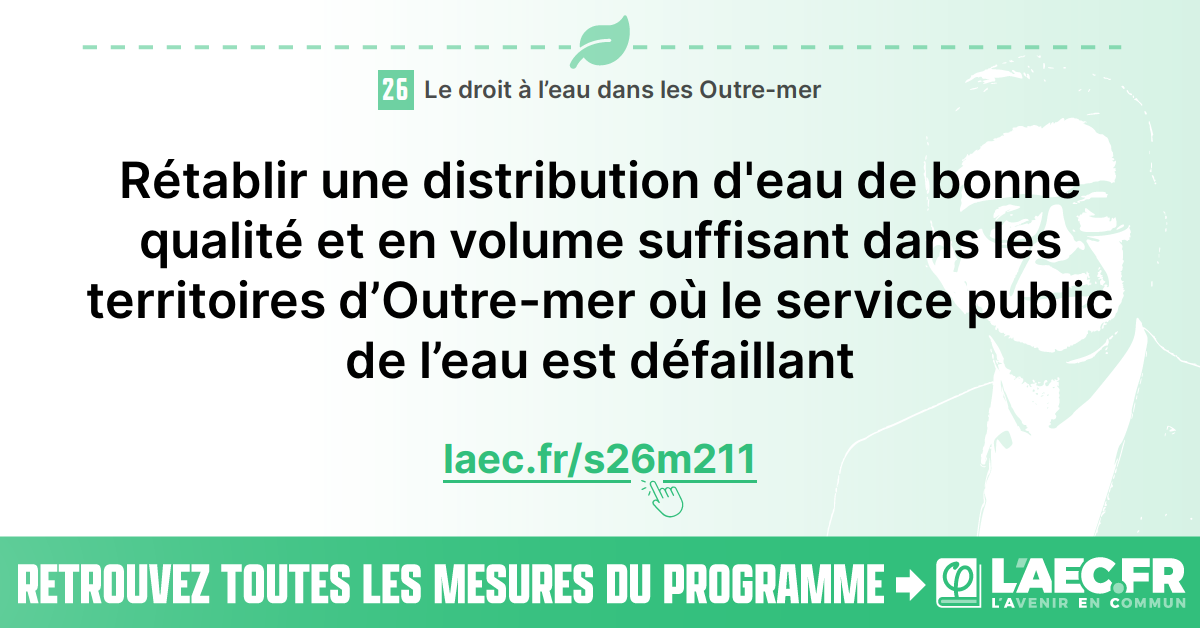 26 Le droit à l’eau dans les Outre-mer
Rétablir une distribution d'eau de bonne
qualité et en volume suffisant dans les
territoires d’Outre-mer où le service public
de l’eau est défaillant
laec.fr/s26m211
RETROUVEZ TOUTES LES MESURES DU PROGRAMME φ L'AEC.FR
L'AVENIR EN COMMUN